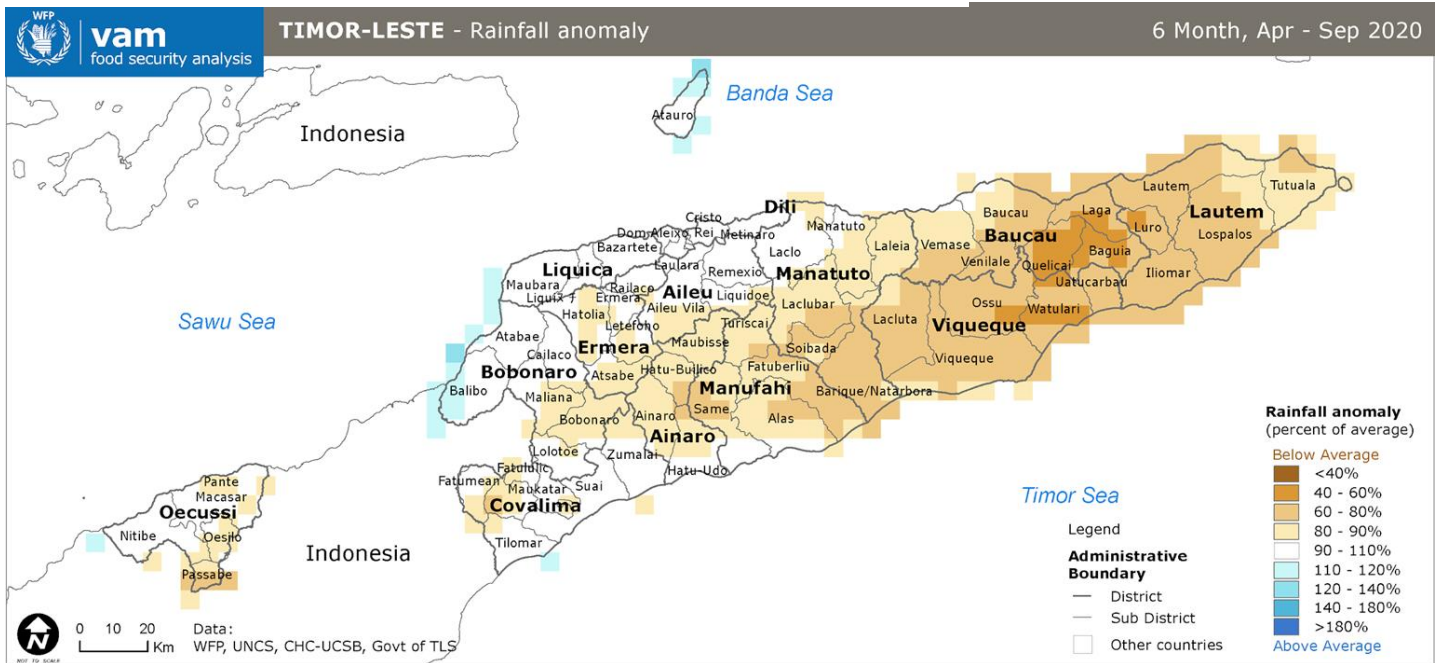 WFP
vam
food security analysis
TIMOR-LESTE - Rainfall anomaly
6 Month, Apr - Sep 2020
Banda Sea
Indonesia
Atauro
Sawu Sea
Timor Sea
Indonesia
Dili
Cristo
Dom Aleixo Rei
Metinaro
Bazartete
Liquica
Maubara
Laulara
Remexio
Laclo
Manatuto
Manatuto
Laleia
Vemase
Baucau
Baucau
Laga
Lautem
Lautem
Tutuala
Luro
Lospalos
Venilale
Quelicai
Baguia
Iliomar
Uatucarbau
Watulari
Ossu
Viqueque
Viqueque
Lacluta
Railaco
Aileu
Liquidoe
Ermera
Aileu Vila
Hatolia
Letefoho
Turiscai
Laclubar
Atabae
Cailaco
Ermera
Maubisse
Soibada
Bobonaro
Balibo
Atsabe
Hatu-Builico
Fatuberliu
Manufahi
Barique/Natarbora
Maliana
Bobonaro
Ainaro
Same
Alas
Ainaro
Lolotoe
Zumalai
Hatu-Udo
Fatululic
Fatumean
Maukatar
Suai
Covalima
Tilomar
Pante
Macasar
Oecussi
Nitibe
Oesilo
Passabe
Rainfall anomaly
(percent of average)
Below Average
<40%
40 - 60%
60 - 80%
80 - 90%
90 - 110%
110 - 120%
120 - 140%
140 - 180%
>180%
Above Average
Legend
Administrative
Boundary
District
Sub District
Other countries
N
NOT TO SCALE
0 10 20
Km
Data:
WFP, UNCS, CHC-UCSB, Govt of TLS